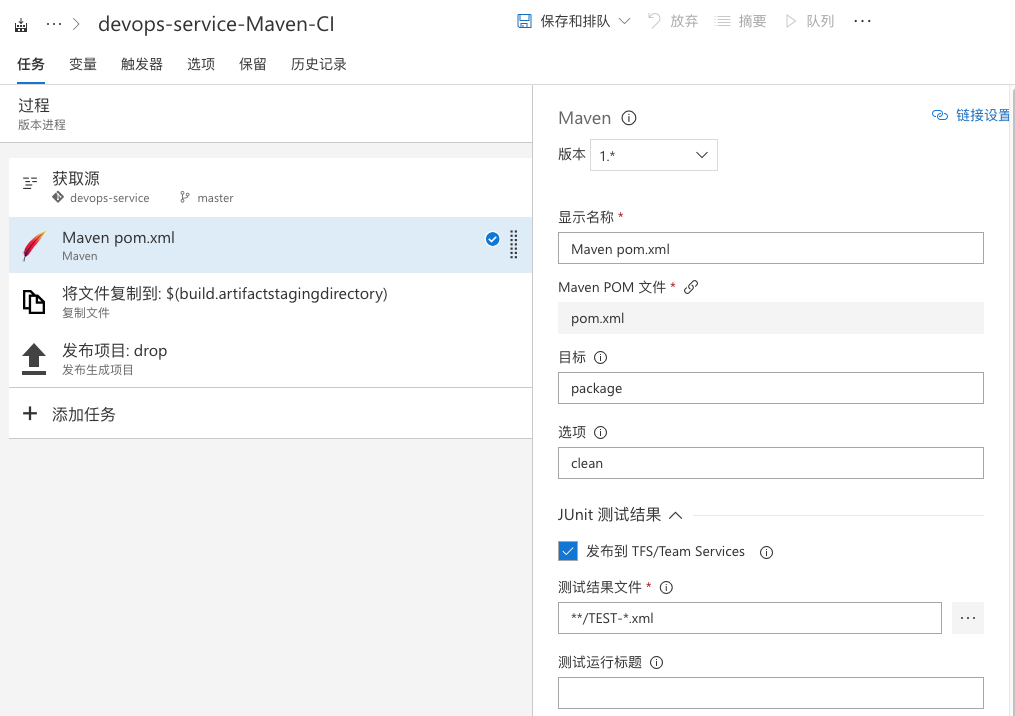 devops-service-Maven-CI
保存和排队
放弃
摘要
队列
任务
变量
触发器
选项
保留
历史记录
过程
版本进程
获取源
devops-service
master
Maven pom.xml
Maven
将文件复制到: $(build.artifactstagingdirectory)
复制文件
发布项目: drop
发布生成项目
添加任务
Maven
链接设置
版本
1.*
显示名称 *
Maven pom.xml
Maven POM 文件 *
pom.xml
目标
package
选项
clean
JUnit 测试结果
发布到 TFS/Team Services
测试结果文件 *
**/TEST-*.xml
测试运行标题